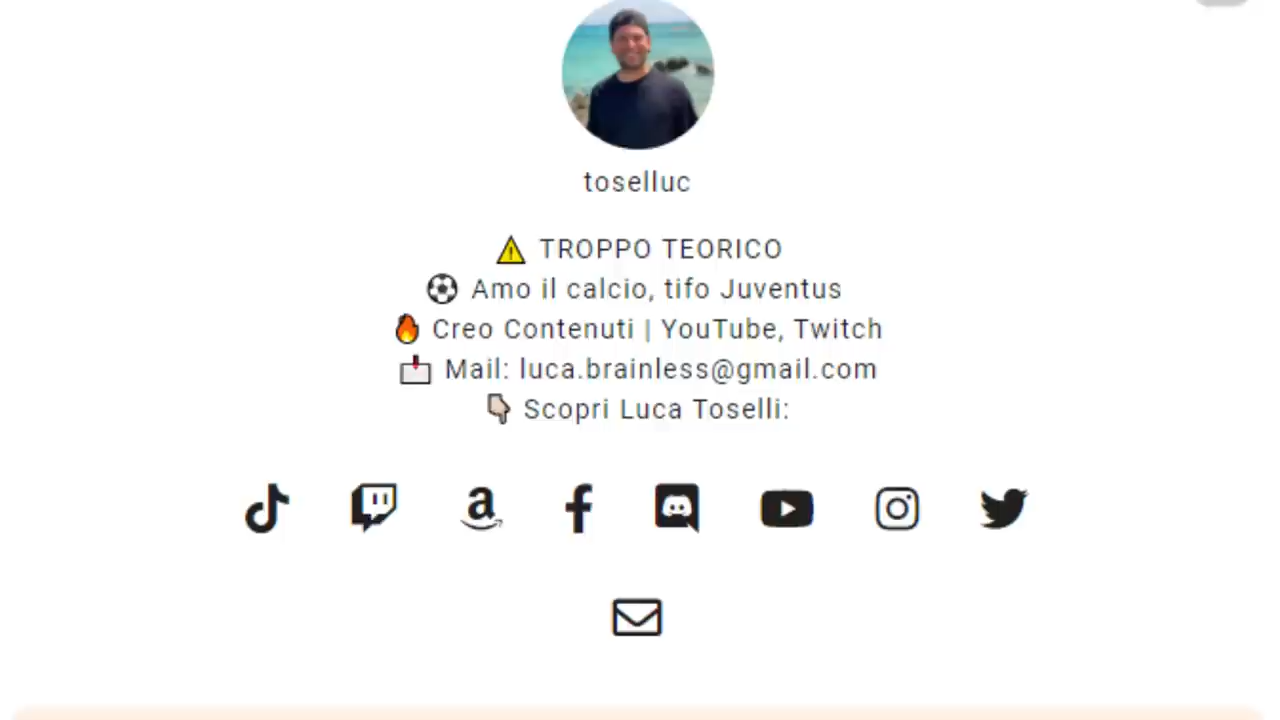 toselluc
⚠️ TROPPO TEORICO
⚽ Amo il calcio, tifo Juventus
🔥 Creo Contenuti | YouTube, Twitch
📩 Mail: luca.brainless@gmail.com
👇🏻 Scopri Luca Toselli: